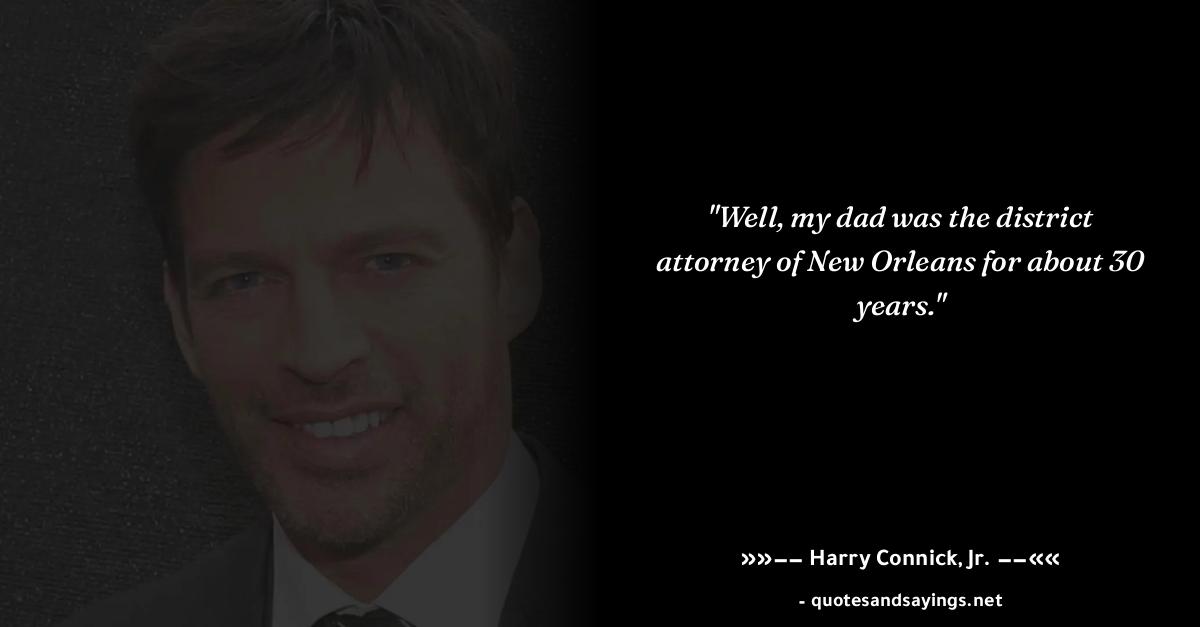 "Well, my dad was the district
attorney of New Orleans for about 30
years."
»»−− Harry Connick, Jr. −−««
- quotesandsayings.net